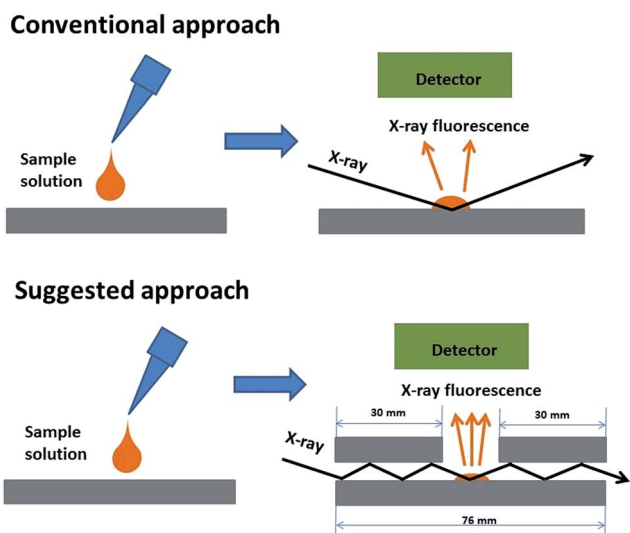 Conventional approach
Detector
X-ray fluorescence
Sample
solution
X-ray
Suggested approach
Detector
X-ray fluorescence
30 mm
30 mm
Sample
solution
X-ray
76 mm